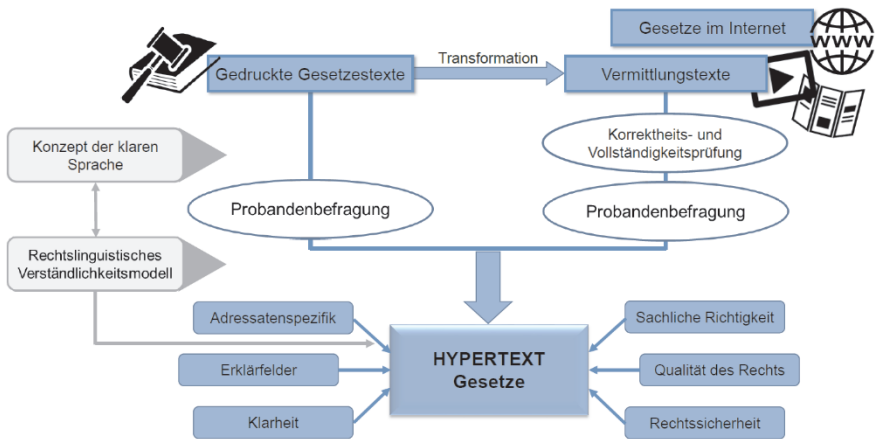 Gesetze im Internet
WWW
Gedruckte Gesetzestexte
Transformation
Vermittlungstexte
Korrektheits- und
Vollständigkeitsprüfung
Konzept der klaren
Sprache
Probandenbefragung
Probandenbefragung
Rechtslinguistisches
Verständlichkeitsmodell
Adressatenspezifik
Erklärfelder
Klarheit
HYPERTEXT
Gesetze
Sachliche Richtigkeit
Qualität des Rechts
Rechtssicherheit